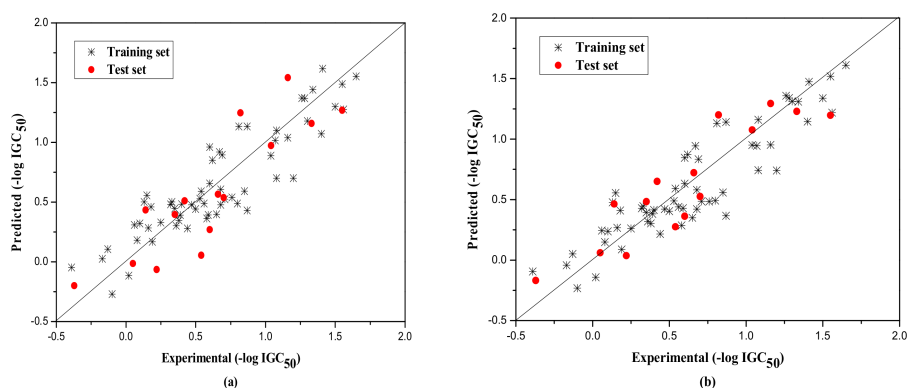 2.0
1.5
1.0
0.5
0.0
-0.5
-0.5 0.0 0.5 1.0 1.5 2.0
Predicted (-log IGC50)
Experimental (-log IGC50)
Training set
Test set
(a)
2.0
1.5
1.0
0.5
0.0
-0.5
-0.5 0.0 0.5 1.0 1.5 2.0
Predicted (-log IGC50)
Experimental (-log IGC50)
Training set
Test set
(b)